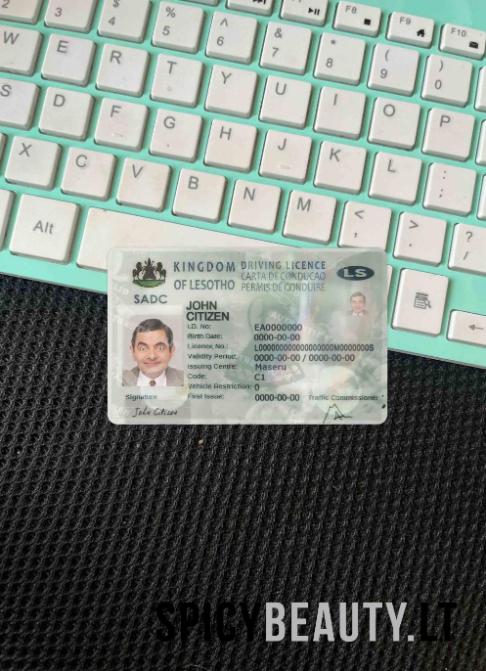 2 3 4 5 6 7 8 9 0
% ^ & * ( )
F8 F9 F10
W E R T Y U I O P
S D F G H J K L : ;
X C V B N M < , > . ? /
Alt
KINGDOM DRIVING LICENCE
OF LESOTHO CARTA DE CONDUCAO
PERMIS DE CONDUIRE
LS
SADC
JOHN
CITIZEN
I.D. No: EA0000000
Birth Date: 0000-00-00
Licence No.:
Validity Period: 0000-00-00 / 0000-00-00
Issuing Centre: Maseru
Code: C1
Vehicle Restriction: 0
First Issue: 0000-00-00 Traffic Commissioner
Signature
John Citizen
SPICYBEAUTY.LT